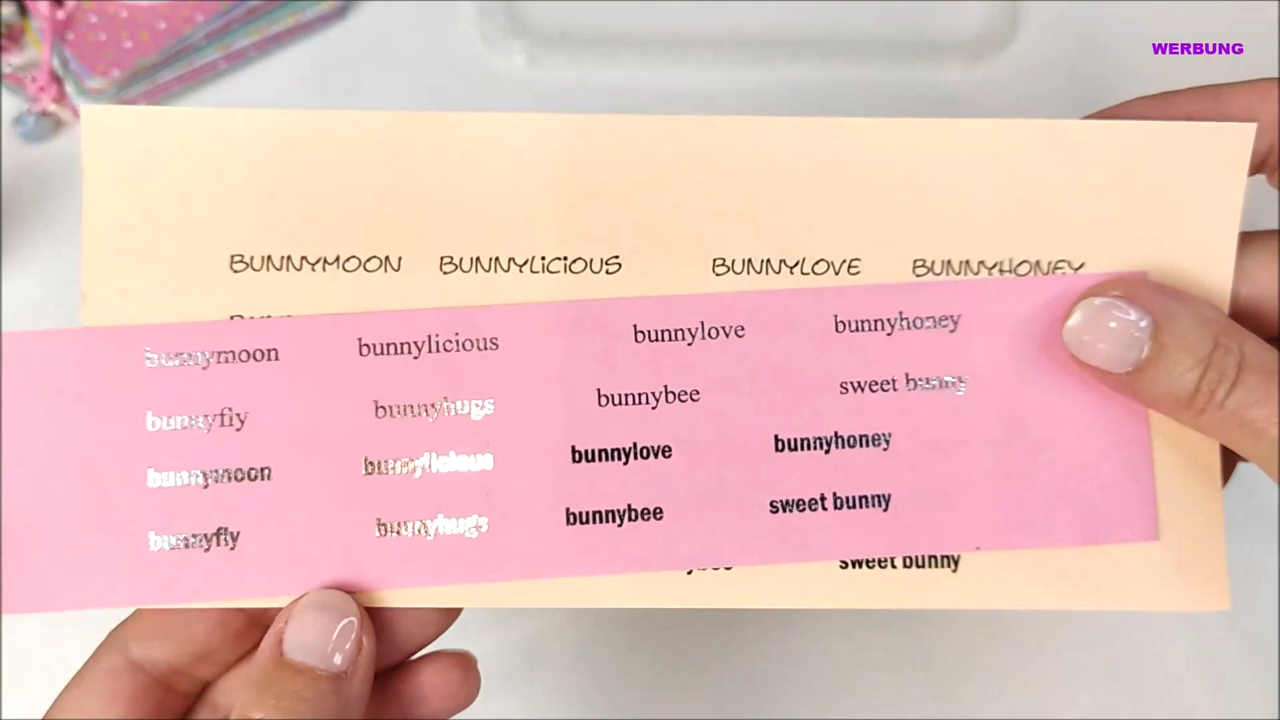 WERBUNG
BUNNYMOON BUNNYLiCiOUS BUNNYLOVE BUNNYHONEY
bunnymoon bunnylicious bunnylove bunnyhoney
bunnyfly bunnyhugs bunnybee sweet bunny
bunnymoon bunnylicious bunnylove bunnyhoney
bunnyfly bunnyhugs bunnybee sweet bunny
sweet bunny